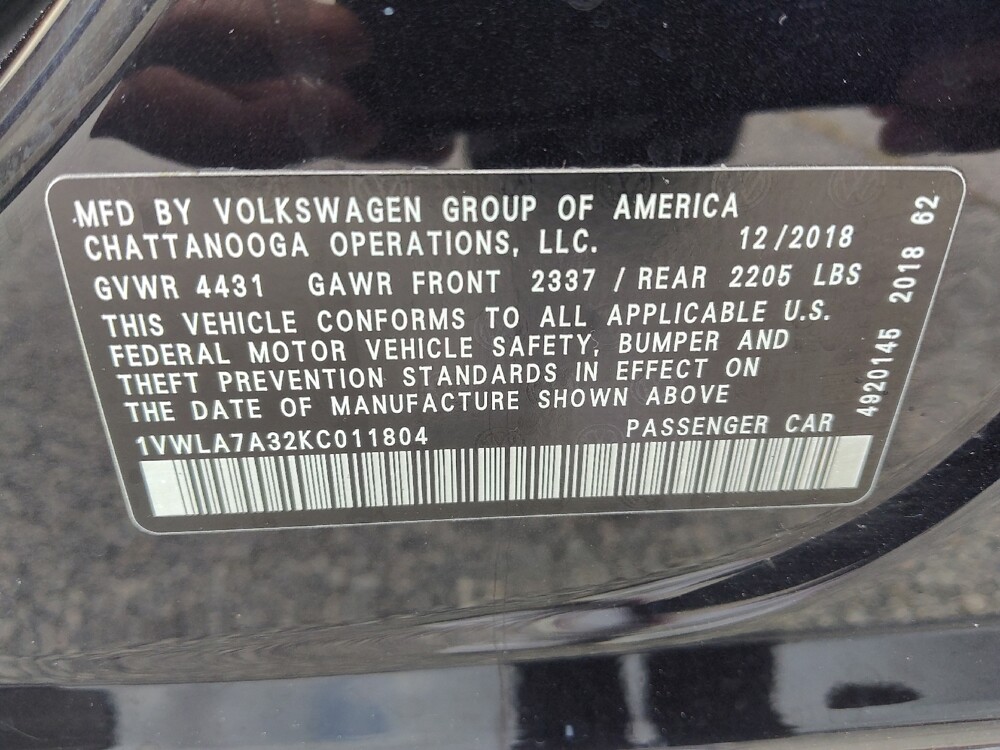 MFD BY VOLKSWAGEN GROUP OF AMERICA
CHATTANOOGA OPERATIONS, LLC. 12/2018
GVWR 4431 GAWR FRONT 2337 / REAR 2205 LBS
THIS VEHICLE CONFORMS TO ALL APPLICABLE U.S.
FEDERAL MOTOR VEHICLE SAFETY, BUMPER AND
THEFT PREVENTION STANDARDS IN EFFECT ON
THE DATE OF MANUFACTURE SHOWN ABOVE
1VWLA7A32KC011804 PASSENGER CAR
4920145 2018 62